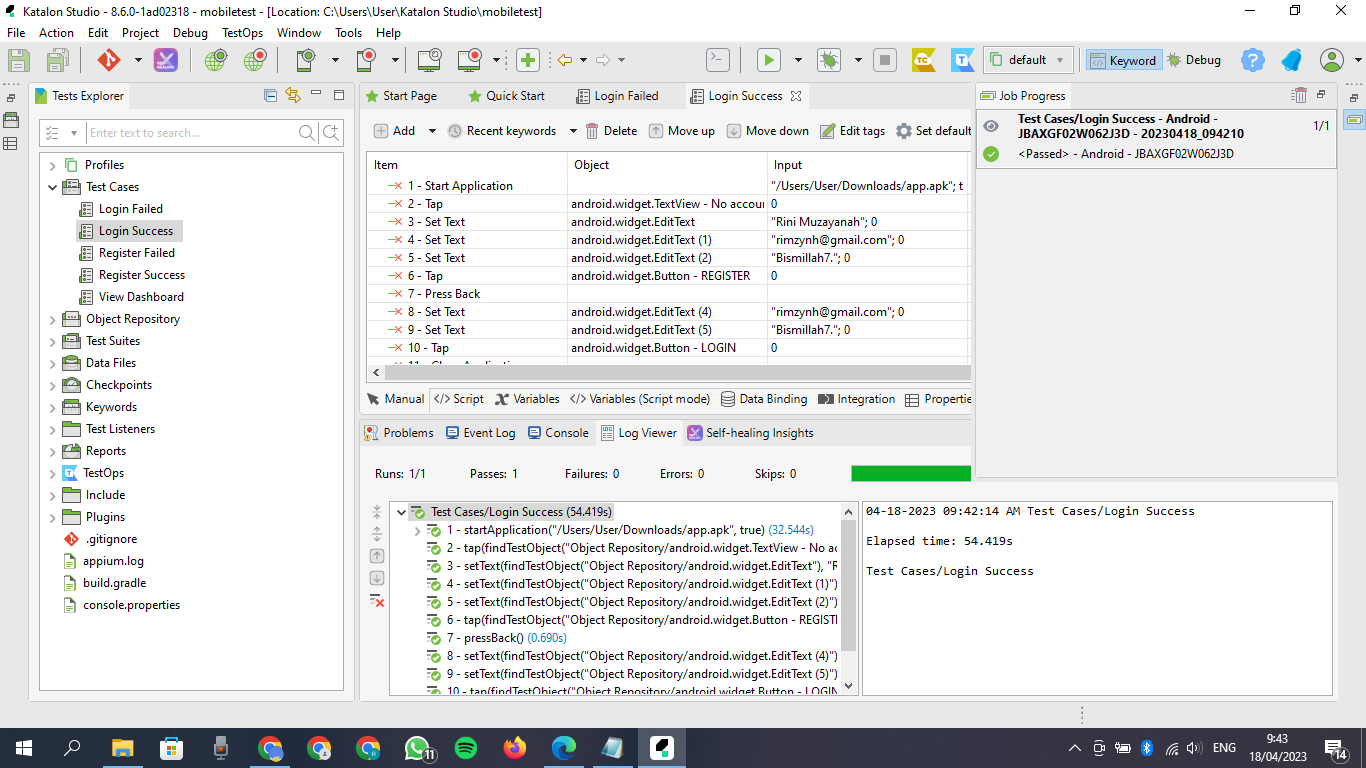 Katalon Studio - 8.6.0-1ad02318 - mobiletest - [Location: C:\Users\User\Katalon Studio\mobiletest]
File Action Edit Project Debug TestOps Window Tools Help
TC T default Keyword Debug
Tests Explorer
Enter text to search...
Profiles
Test Cases
Login Failed
Login Success
Register Failed
Register Success
View Dashboard
Object Repository
Test Suites
Data Files
Checkpoints
Keywords
Test Listeners
Reports
TestOps
Include
Plugins
.gitignore
appium.log
build.gradle
console.properties
Start Page Quick Start Login Failed Login Success
Add Recent keywords Delete Move up Move down Edit tags Set default
Item Object Input
1 - Start Application "/Users/User/Downloads/app.apk"; t
2 - Tap android.widget.TextView - No accou 0
3 - Set Text android.widget.EditText "Rini Muzayanah"; 0
4 - Set Text android.widget.EditText (1) "rimzynh@gmail.com"; 0
5 - Set Text android.widget.EditText (2) "Bismillah7."; 0
6 - Tap android.widget.Button - REGISTER 0
7 - Press Back
8 - Set Text android.widget.EditText (4) "rimzynh@gmail.com"; 0
9 - Set Text android.widget.EditText (5) "Bismillah7."; 0
10 - Tap android.widget.Button - LOGIN 0
Manual Script Variables Variables (Script mode) Data Binding Integration Propertie
Job Progress
Test Cases/Login Success - Android -
JBAXGF02W062J3D - 20230418_094210 1/1
<Passed> - Android - JBAXGF02W062J3D
Problems Event Log Console Log Viewer Self-healing Insights
Runs: 1/1 Passes: 1 Failures: 0 Errors: 0 Skips: 0
Test Cases/Login Success (54.419s)
1 - startApplication("/Users/User/Downloads/app.apk", true) (32.544s)
2 - tap(findTestObject("Object Repository/android.widget.TextView - No ac
3 - setText(findTestObject("Object Repository/android.widget.EditText"), "R
4 - setText(findTestObject("Object Repository/android.widget.EditText (1)")
5 - setText(findTestObject("Object Repository/android.widget.EditText (2)")
6 - tap(findTestObject("Object Repository/android.widget.Button - REGISTI
7 - pressBack() (0.690s)
8 - setText(findTestObject("Object Repository/android.widget.EditText (4)")
9 - setText(findTestObject("Object Repository/android.widget.EditText (5)")
10 - tap(findTestObject("Object Repository/android.widget.Button - LOGIN
04-18-2023 09:42:14 AM Test Cases/Login Success
Elapsed time: 54.419s
Test Cases/Login Success
11 ENG 9:43
18/04/2023 14